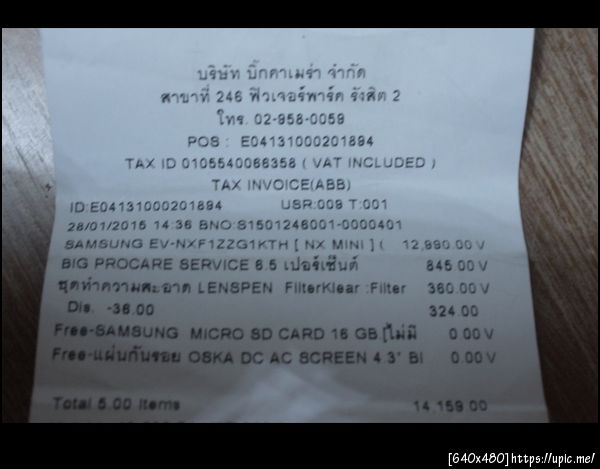 บริษัท บิ๊กคาเมร่า จำกัด
สาขาที่ 246 ฟิวเจอร์พาร์ค รังสิต 2
โทร. 02-958-0059
POS : E04131000201894
TAX ID 0105540066358 ( VAT INCLUDED )
TAX INVOICE(ABB)
ID:E04131000201894 USR:009 T:001
28/01/2015 14:36 BNO:S1501246001-0000401
SAMSUNG EV-NXF1ZZG1KTH [ NX MINI ] ( 12,990.00 V
BIG PROCARE SERVICE 6.5 เปอร์เซ็นต์ 845.00 V
ชุดทำความสะอาด LENSPEN FilterKlear :Filter 360.00 V
Dis. -36.00 324.00
Free-SAMSUNG MICRO SD CARD 16 GB.[ไม่มี 0.00 V
Free-แผ่นกันรอย OSKA DC AC SCREEN 4.3" BI 0.00 V
Total 5.00 Items 14,159.00
[640x480]https://upic.me/